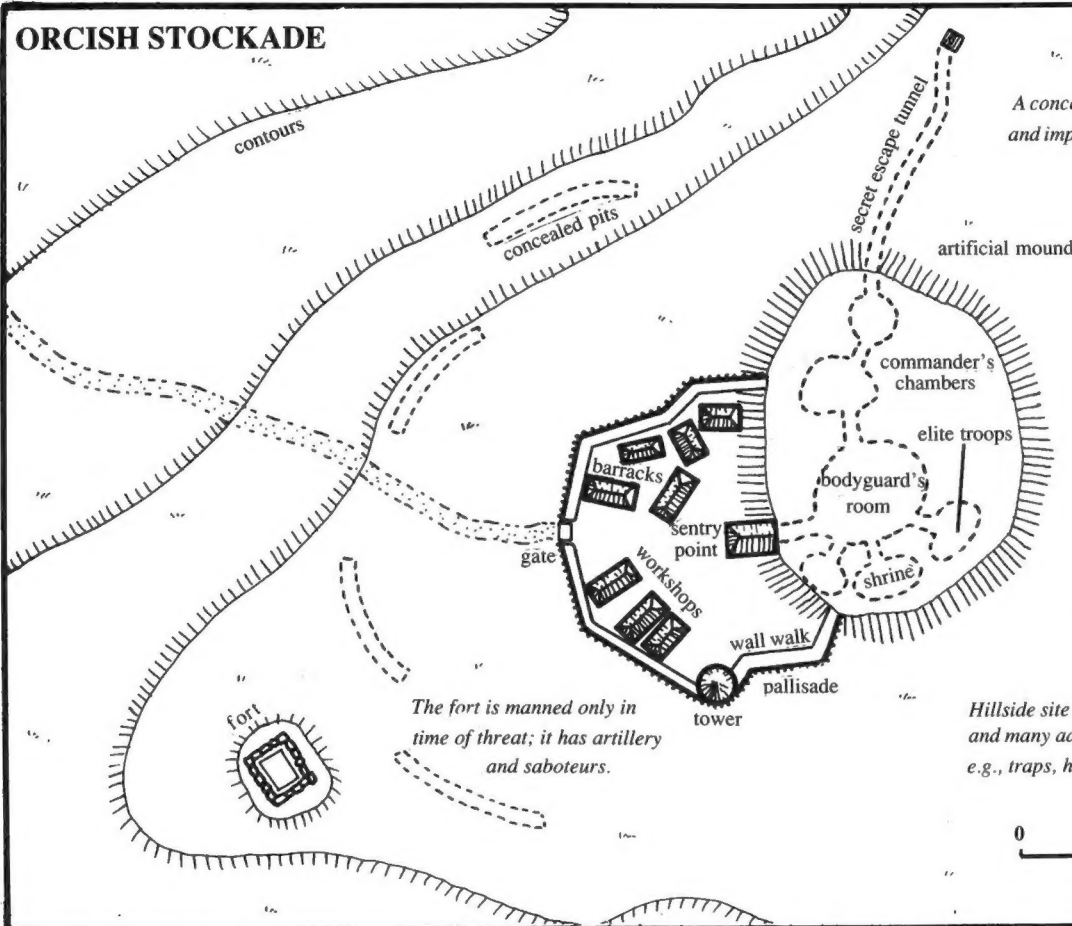 ORCISH STOCKADE
contours
concealed pits
secret escape tunnel
A conc
and imp
artificial mound
commander's
chambers
elite troops
bodyguard's
room
barracks
sentry
point
gate
workshops
shrine
wall walk
pallisade
tower
fort
The fort is manned only in
time of threat; it has artillery
and saboteurs.
Hillside site
and many ad
e.g., traps, h
0